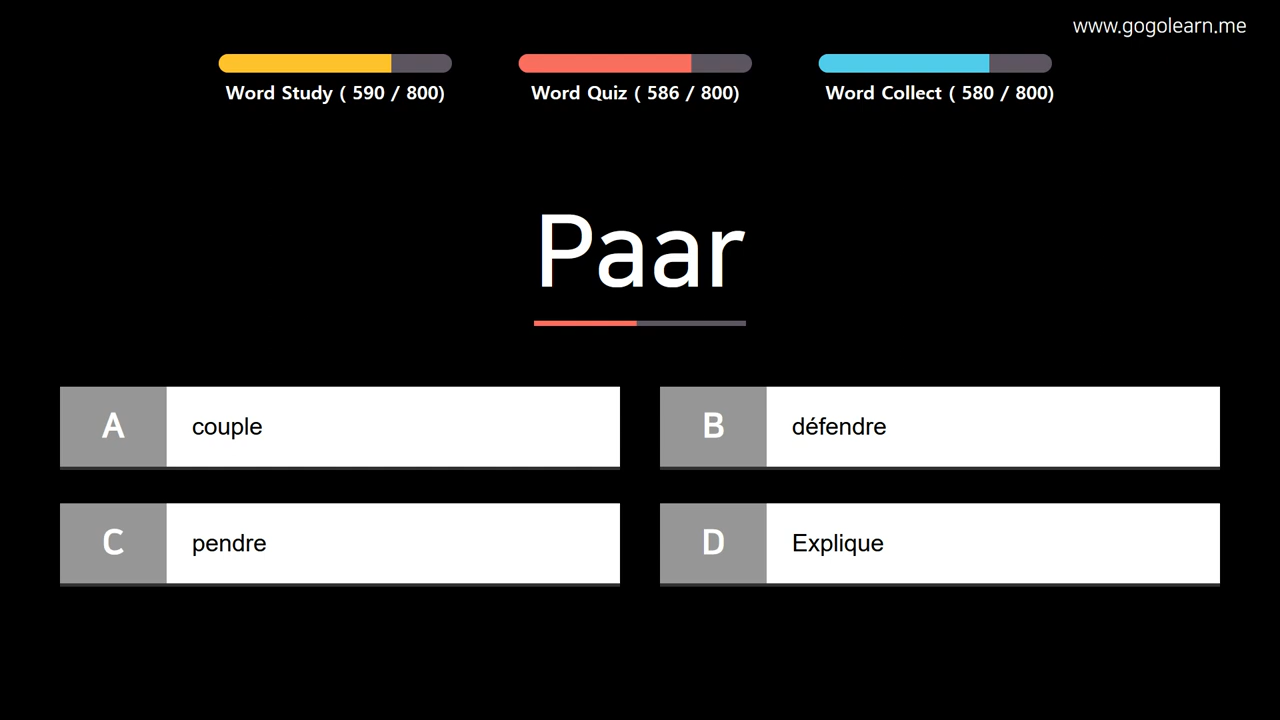 www.gogolearn.me
Word Study ( 590 / 800)
Word Quiz ( 586 / 800)
Word Collect ( 580 / 800)
Paar
A couple
B défendre
C pendre
D Explique